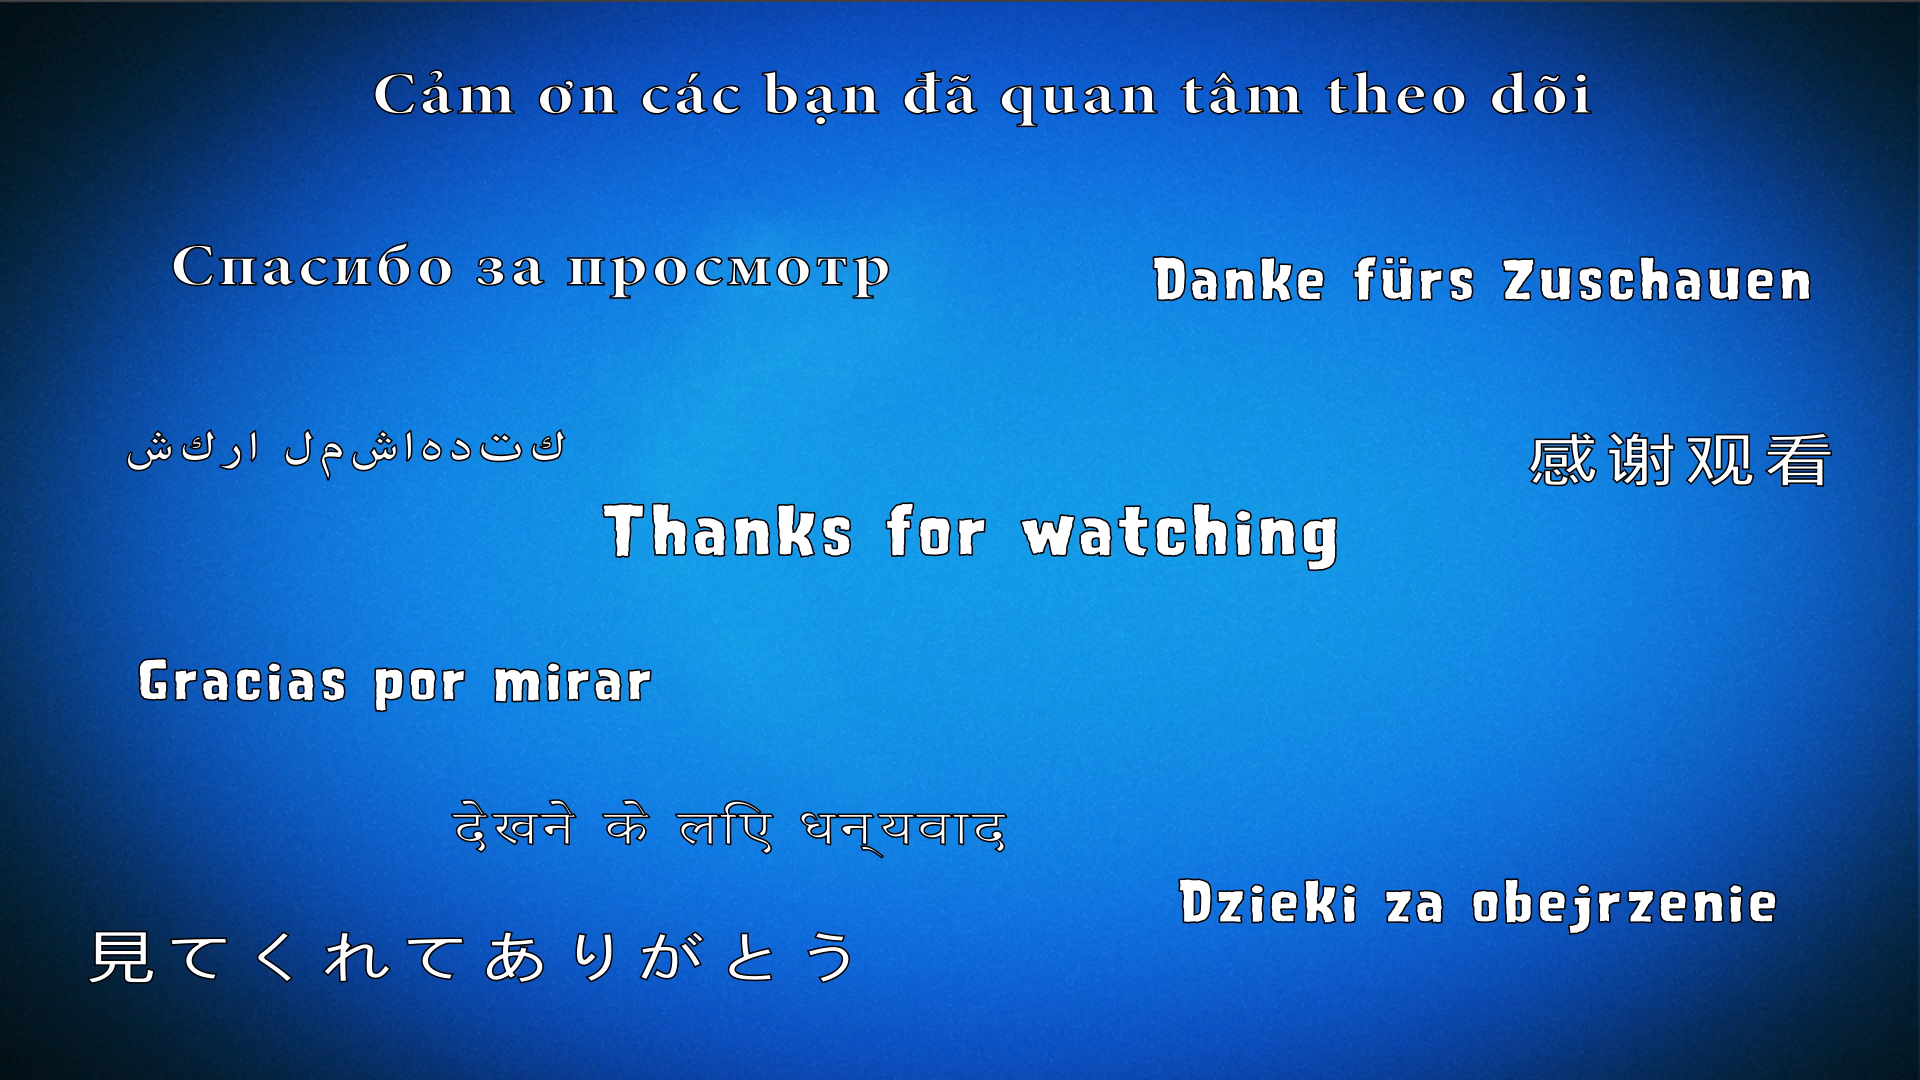 Cảm ơn các bạn đã quan tâm theo dõi
Спасибо за просмотр
Danke fürs Zuschauen
شكرا لمشاهدتك
感谢观看
Thanks for watching
Gracias por mirar
देखने के लिए धन्यवाद
Dzieki za obejrzenie
見てくれてありがとう